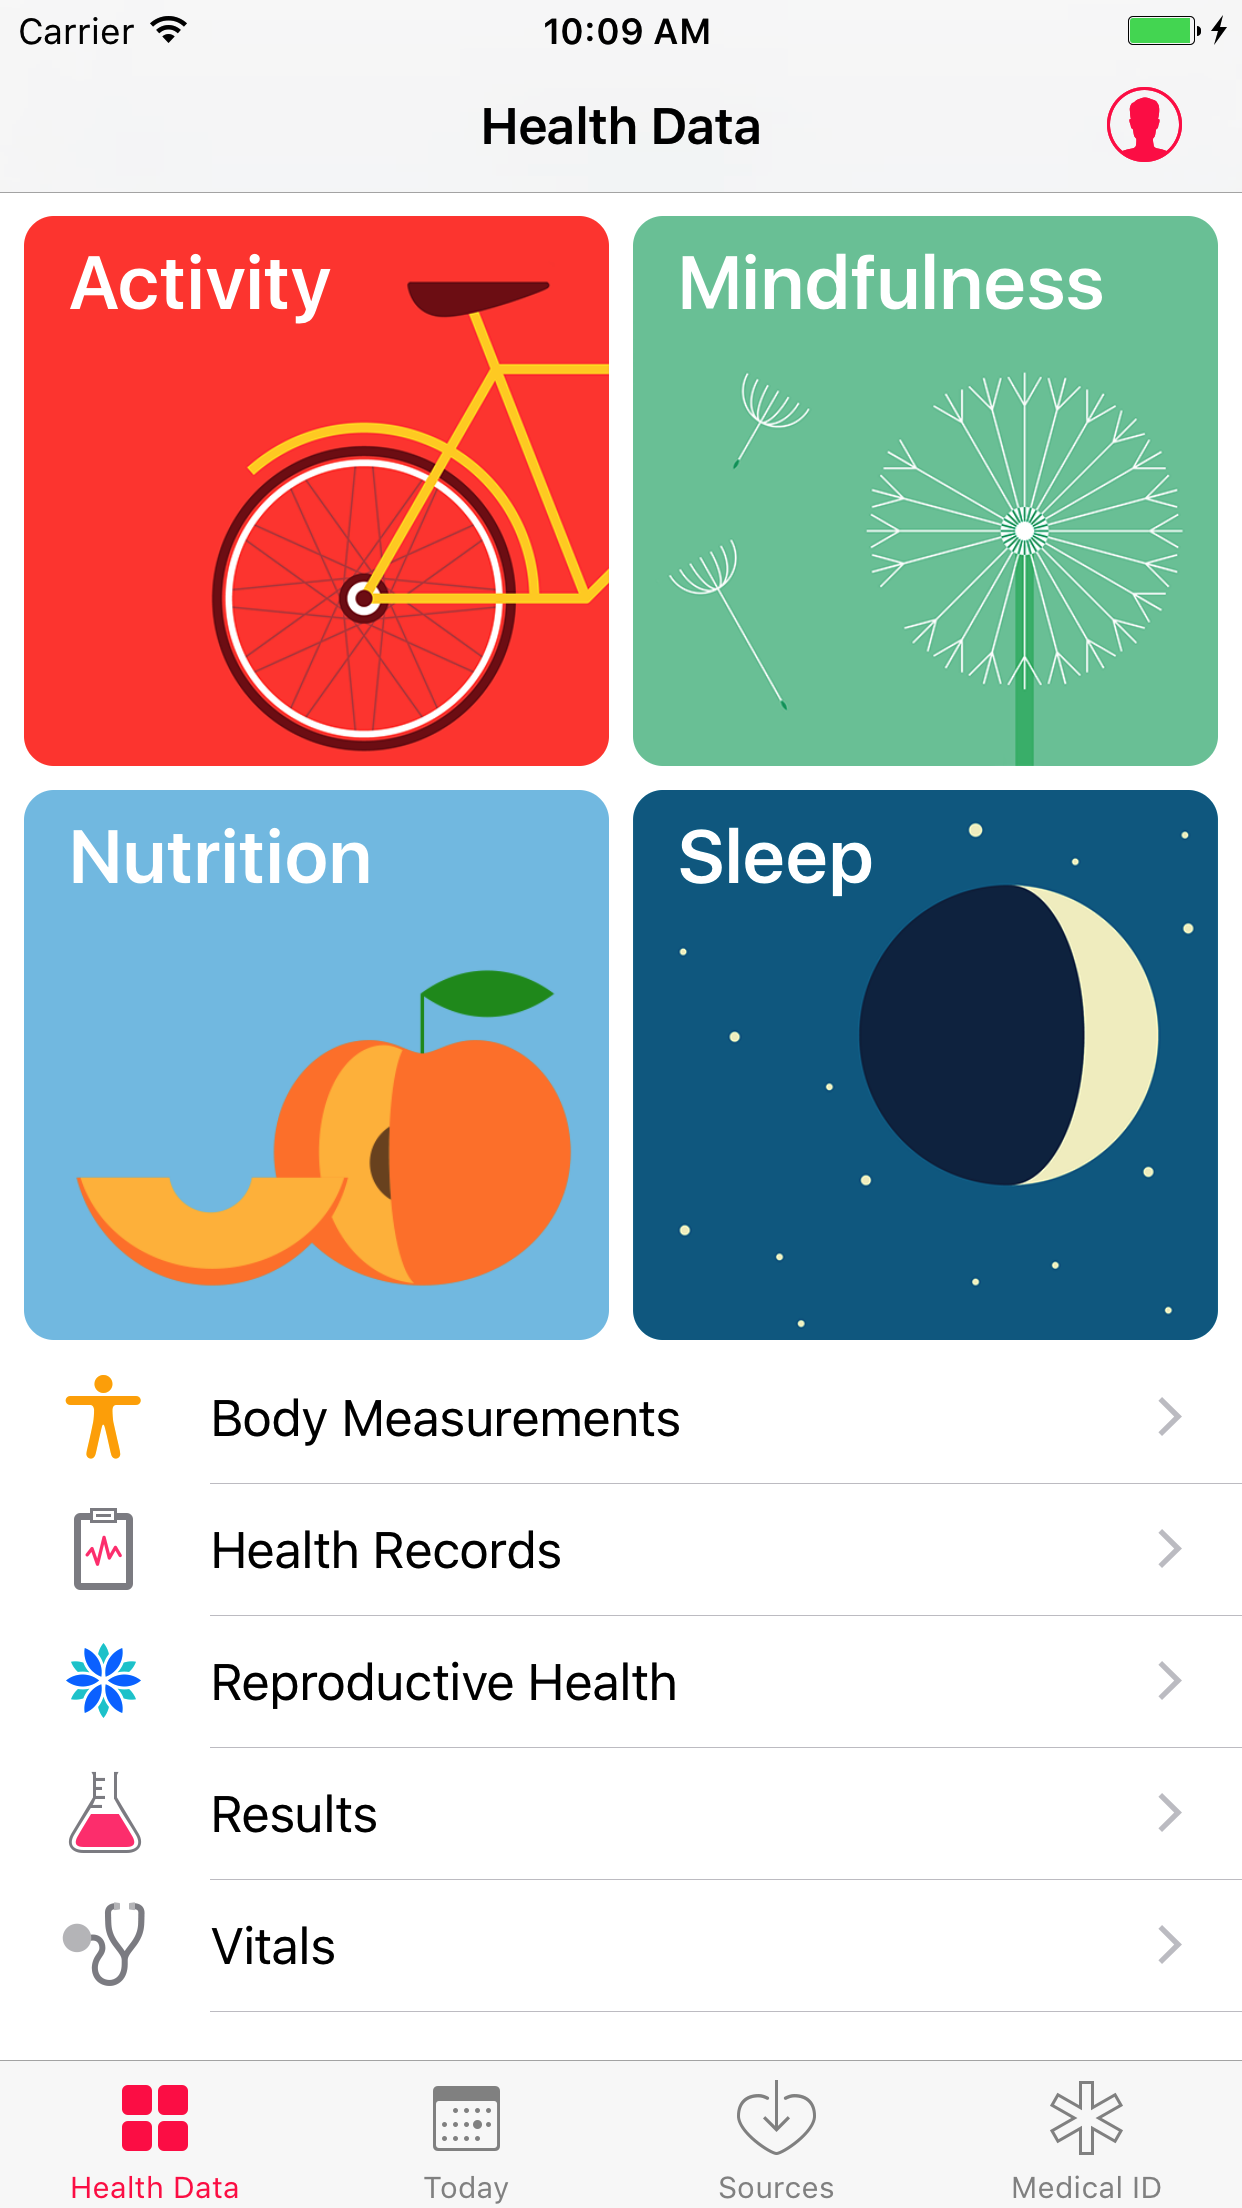 Carrier 10:09 AM
Health Data
Activity
Mindfulness
Nutrition
Sleep
Body Measurements
Health Records
Reproductive Health
Results
Vitals
Health Data
Today
Sources
Medical ID